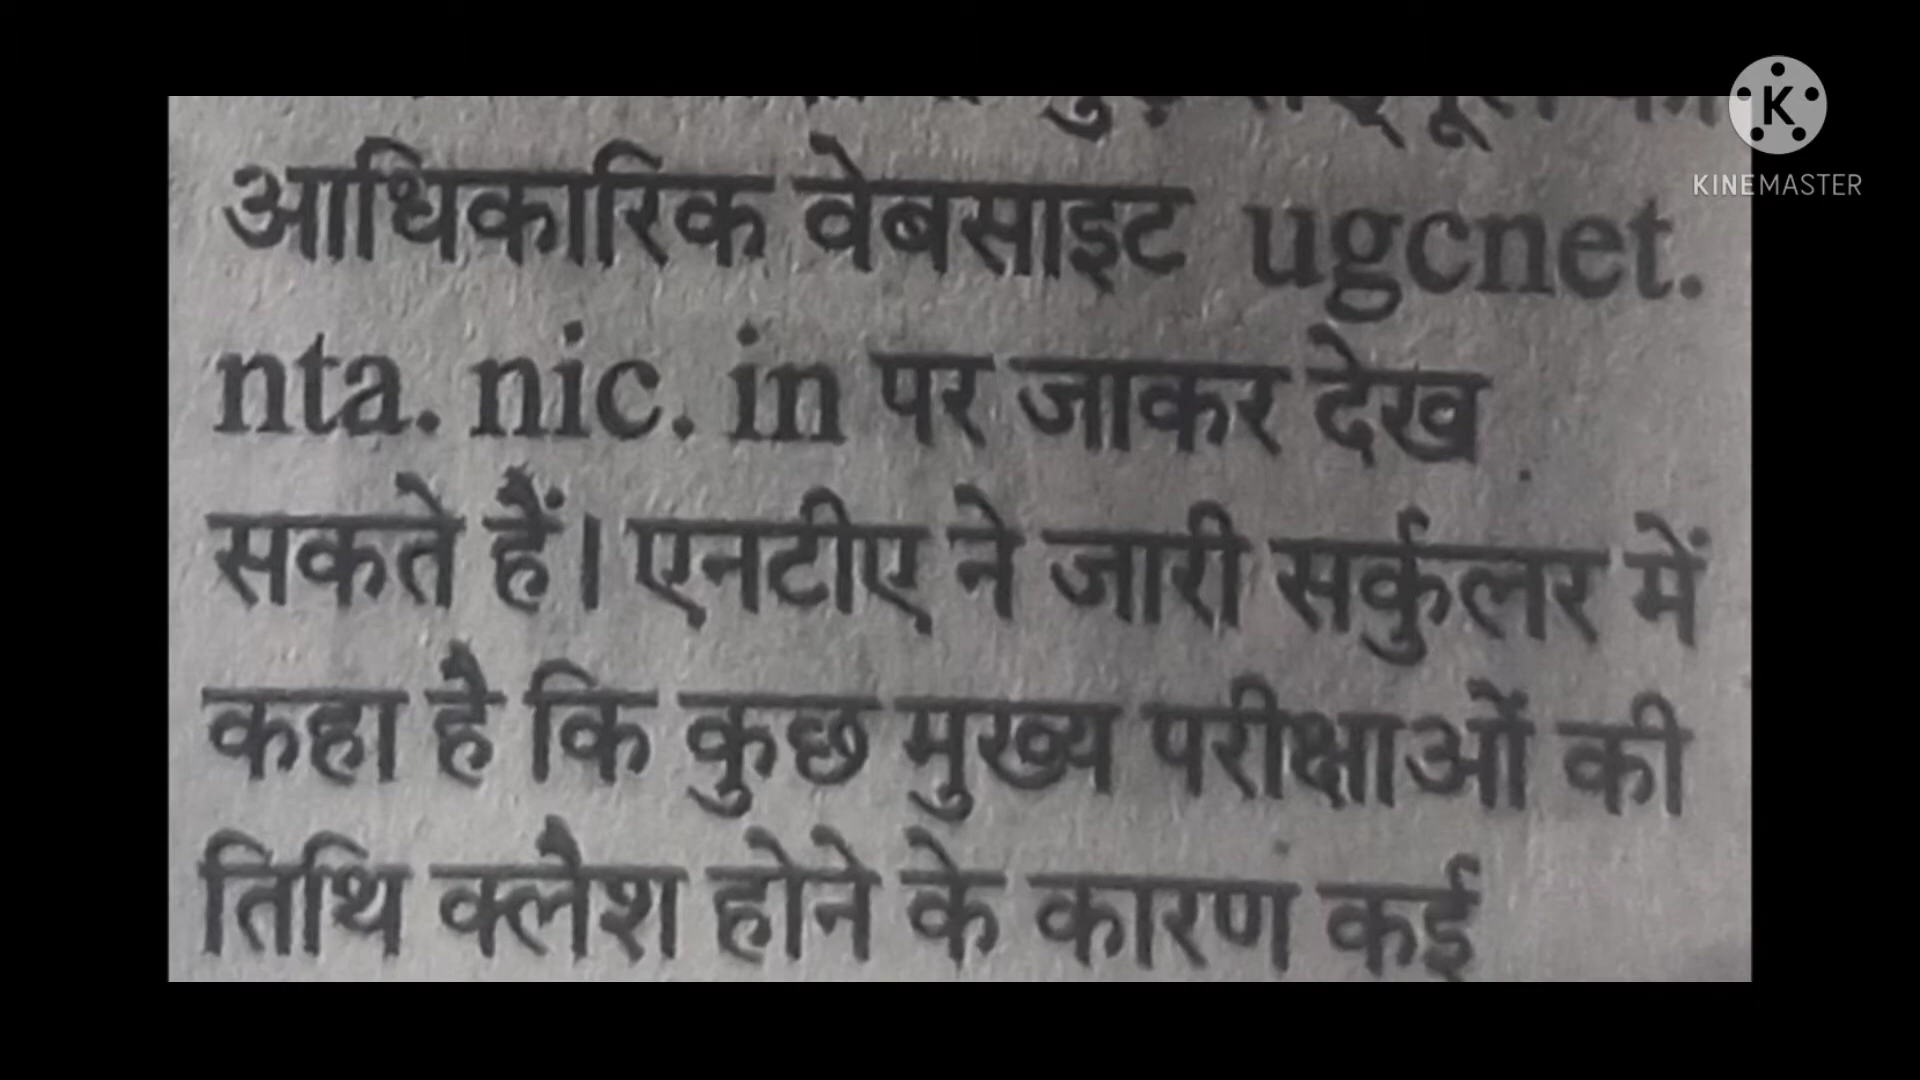 आधिकारिक वेबसाइट ugcnet.
nta. nic. in पर जाकर देख
सकते हैं। एनटीए ने जारी सर्कुलर में
कहा है कि कुछ मुख्य परीक्षाओं की
तिथि क्लैश होने के कारण कई
K
KINEMASTER